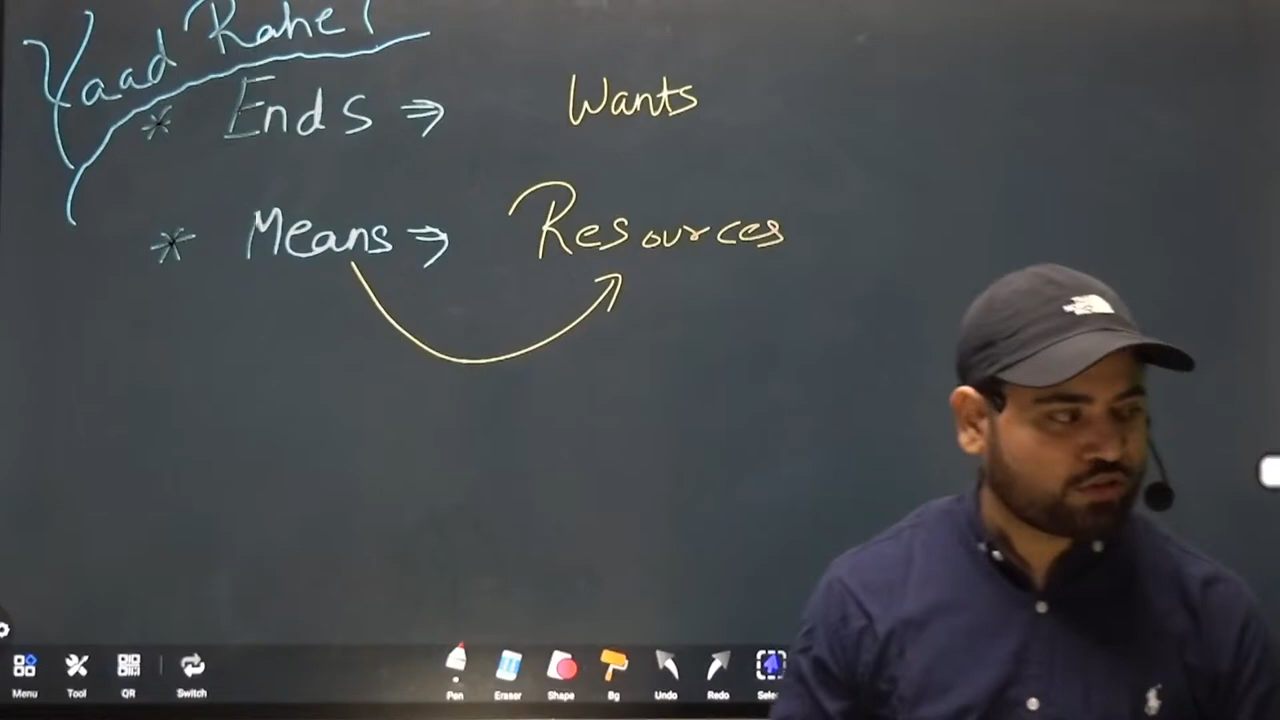 Yaad Rahe!
* Ends ⇒ Wants
* Means ⇒ Resources
Menu Tool QR Switch Pen Eraser Shape Bg Undo Redo